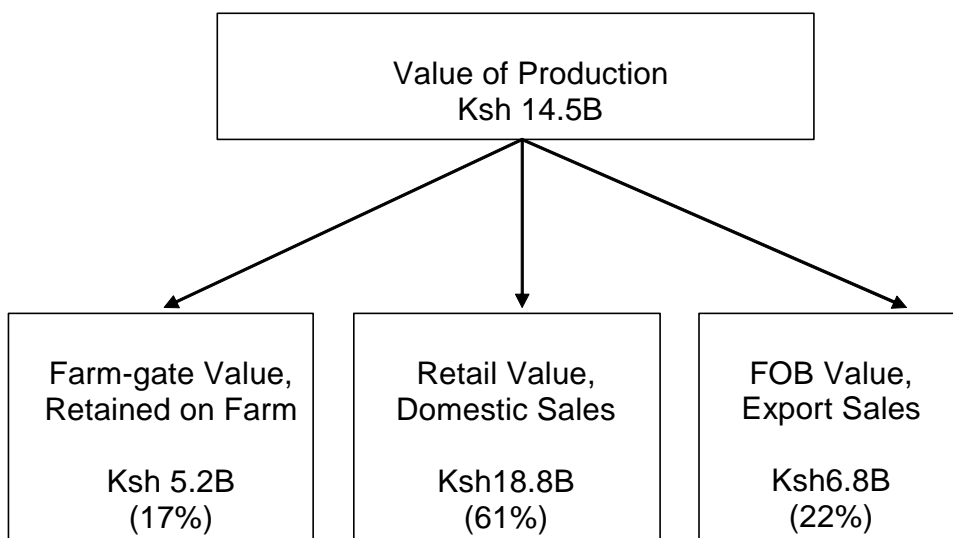 Value of Production
Ksh 14.5B
Farm-gate Value,
Retained on Farm
Ksh 5.2B
(17%)
Retail Value,
Domestic Sales
Ksh18.8B
(61%)
FOB Value,
Export Sales
Ksh6.8B
(22%)